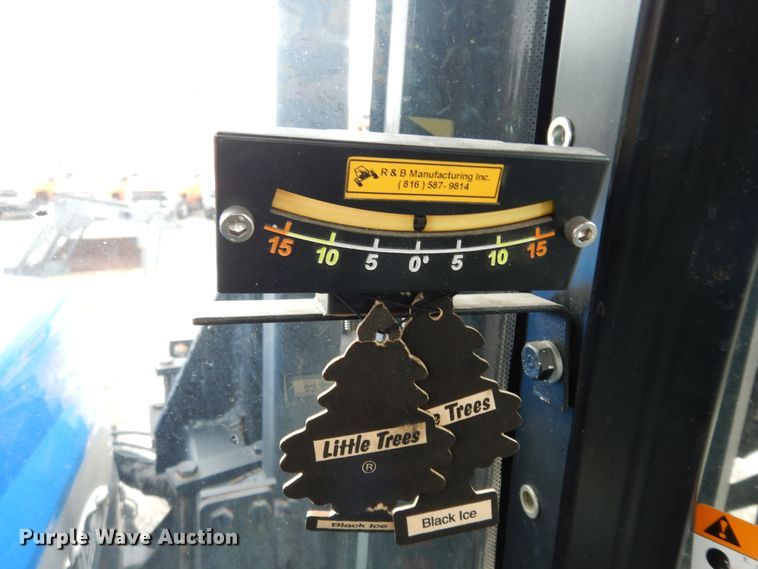 R & B Manufacturing Inc.
( 816 ) 587- 9814
15 10 5 0° 5 10 15
Little Trees
®
Black Ice
e Trees
Black Ice
Purple Wave Auction